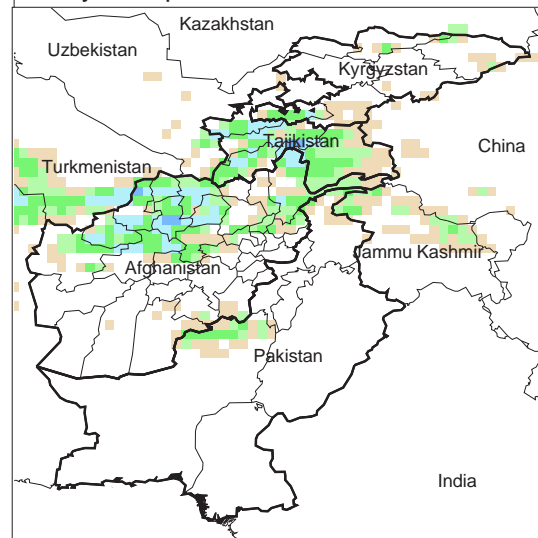 Kazakhstan
Uzbekistan
Kyrgyzstan
Tajikistan
China
Turkmenistan
Jammu Kashmir
Afghanistan
Pakistan
India